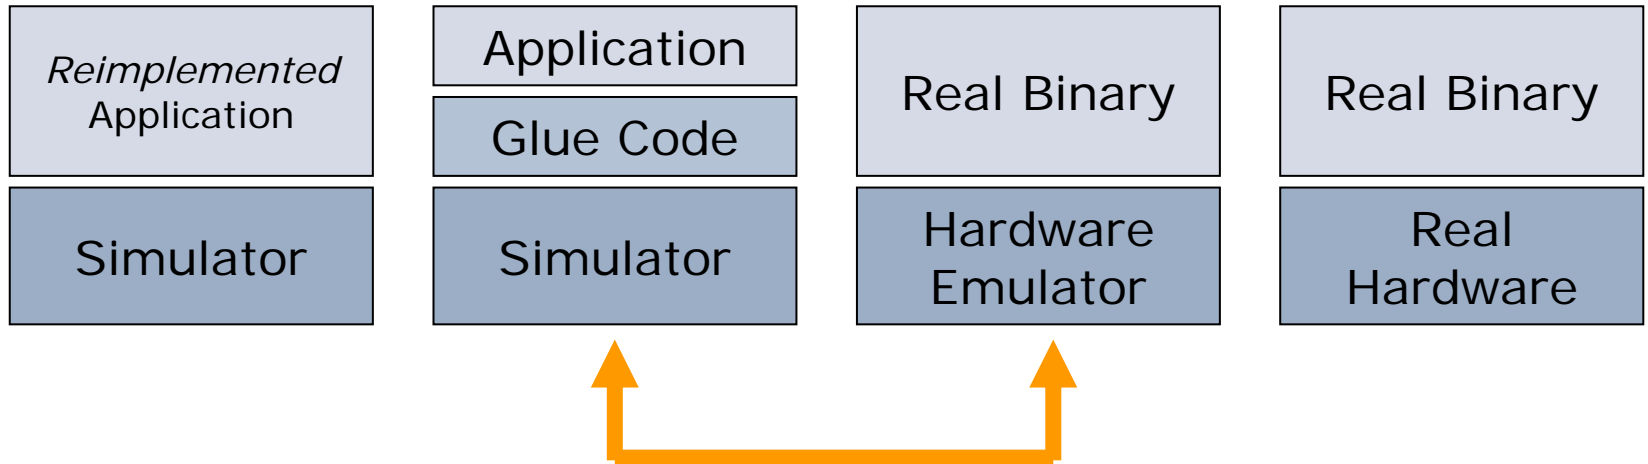 Reimplemented
Application
Simulator
Application
Glue Code
Simulator
Real Binary
Hardware
Emulator
Real Binary
Real
Hardware